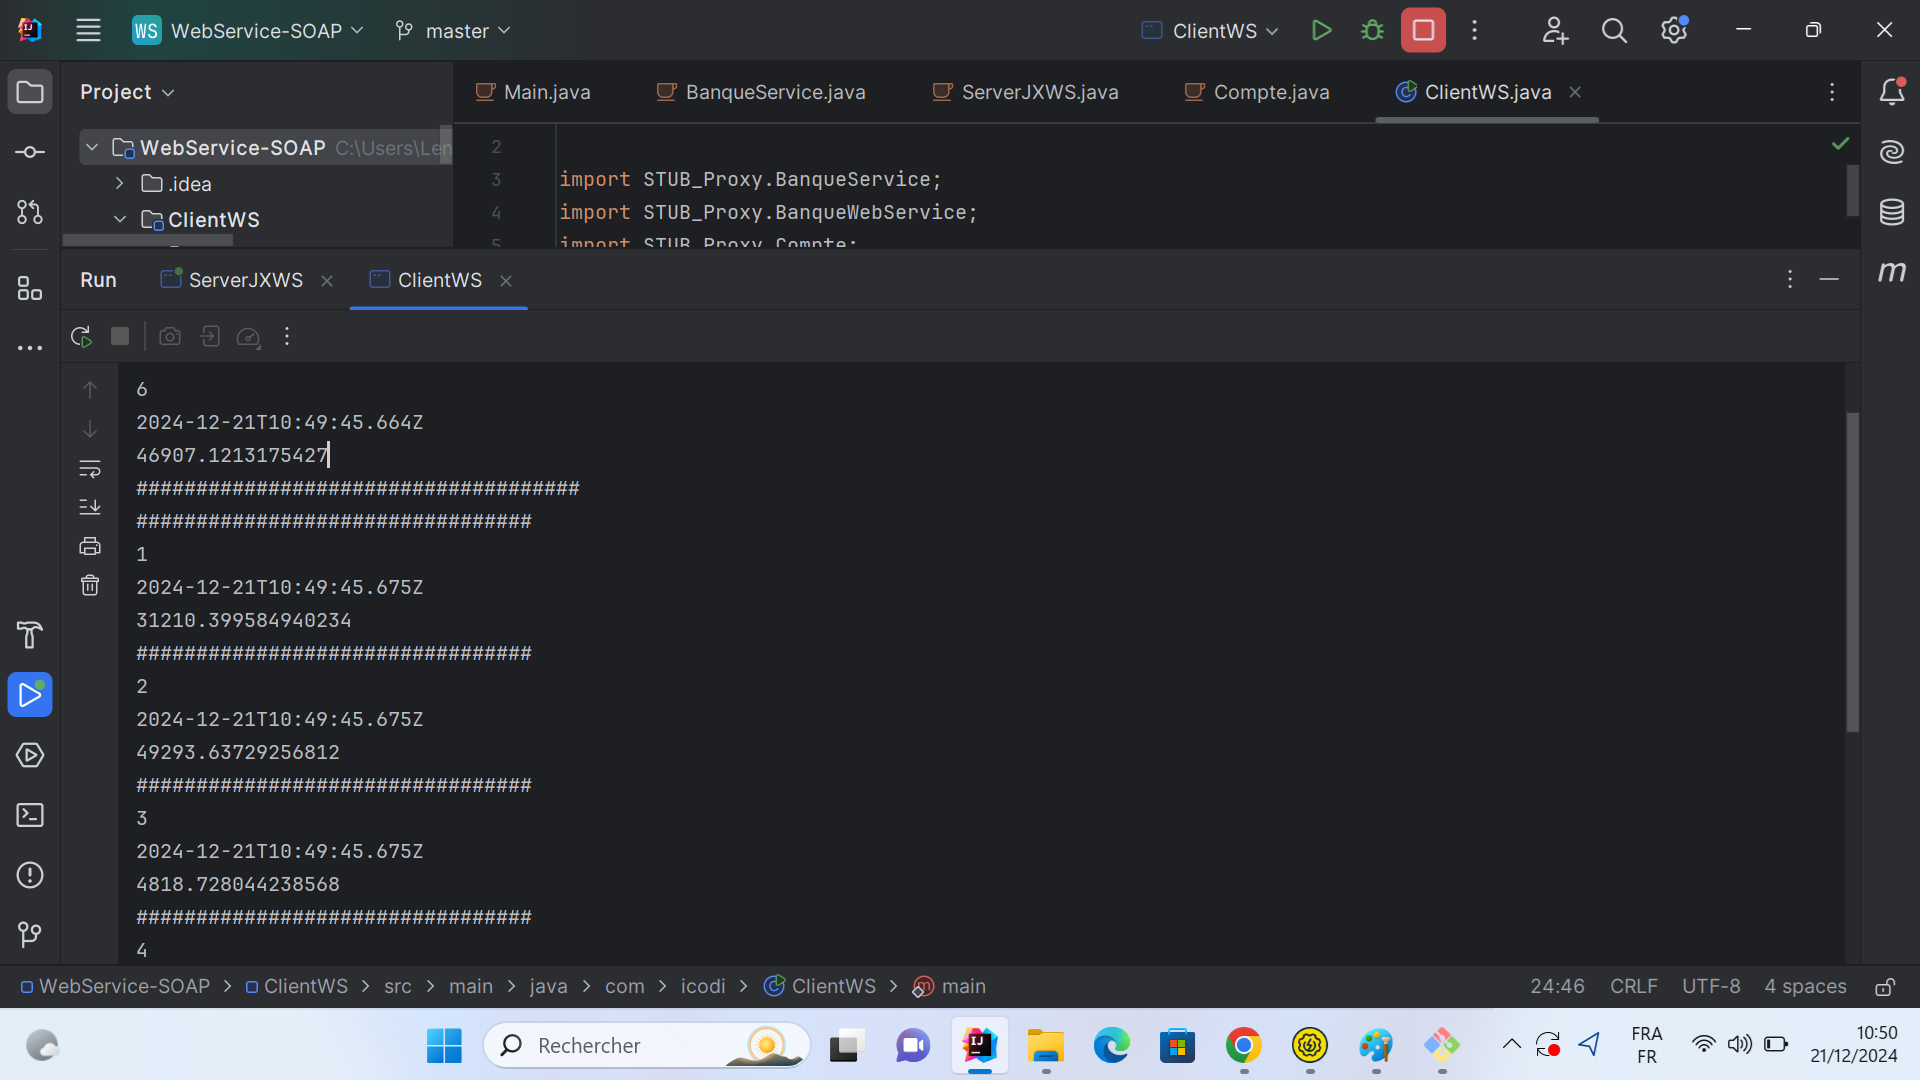 WS WebService-SOAP master ClientWS
Project
Main.java BanqueService.java ServerJXWS.java Compte.java ClientWS.java
WebService-SOAP C:\Users\Len
.idea
ClientWS
2
3 import STUB_Proxy.BanqueService;
4 import STUB_Proxy.BanqueWebService;
5 import STUB_Proxy.Compte;
Run ServerJXWS ClientWS
6
2024-12-21T10:49:45.664Z
46907.1213175427
#####################################
#################################
1
2024-12-21T10:49:45.675Z
31210.399584940234
#################################
2
2024-12-21T10:49:45.675Z
49293.63729256812
#################################
3
2024-12-21T10:49:45.675Z
4818.728044238568
#################################
4
WebService-SOAP > ClientWS > src > main > java > com > icodi > ClientWS > main 24:46 CRLF UTF-8 4 spaces
Rechercher
FRA
FR
10:50
21/12/2024